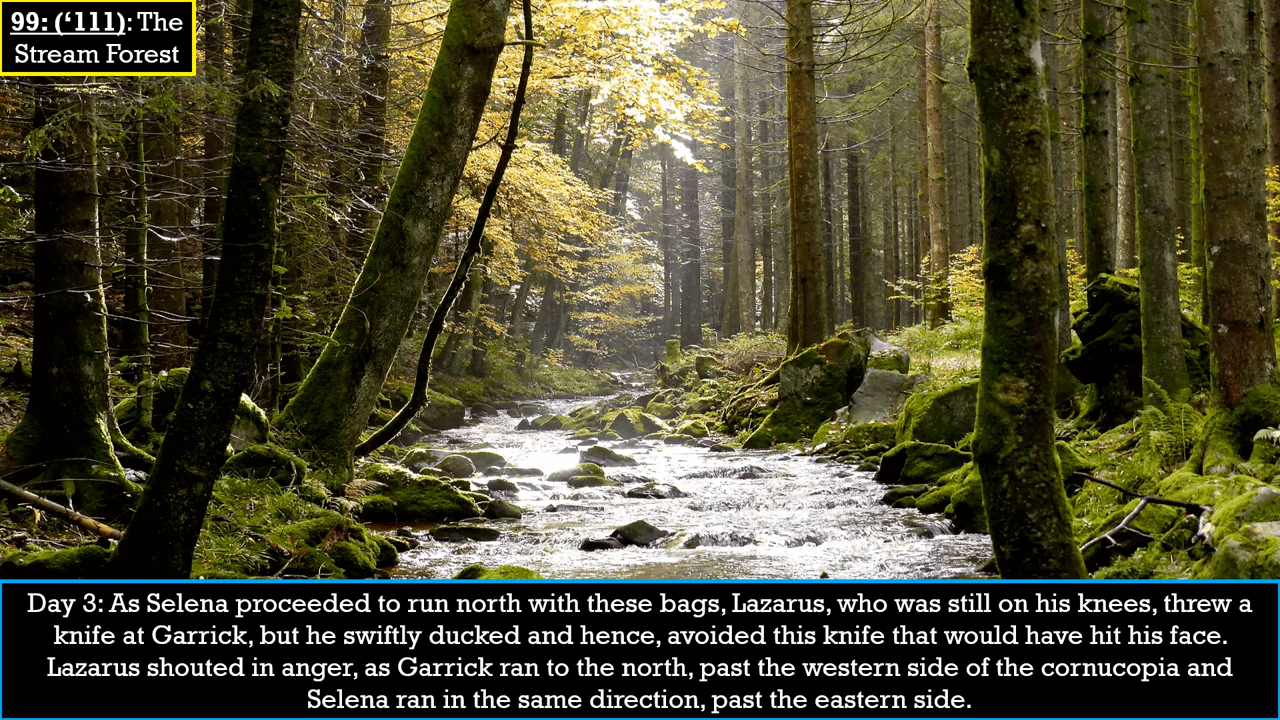 99: (‘111): The
Stream Forest
Day 3: As Selena proceeded to run north with these bags, Lazarus, who was still on his knees, threw a
knife at Garrick, but he swiftly ducked and hence, avoided this knife that would have hit his face.
Lazarus shouted in anger, as Garrick ran to the north, past the western side of the cornucopia and
Selena ran in the same direction, past the eastern side.